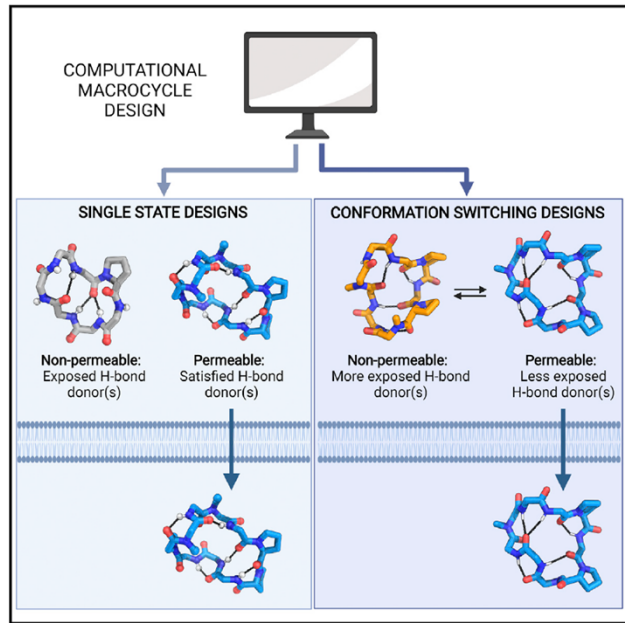 COMPUTATIONAL
MACROCYCLE
DESIGN
SINGLE STATE DESIGNS
Non-permeable:
Exposed H-bond
donor(s)
Permeable:
Satisfied H-bond
donor(s)
CONFORMATION SWITCHING DESIGNS
Non-permeable:
More exposed H-bond
donor(s)
Permeable:
Less exposed
H-bond donor(s)